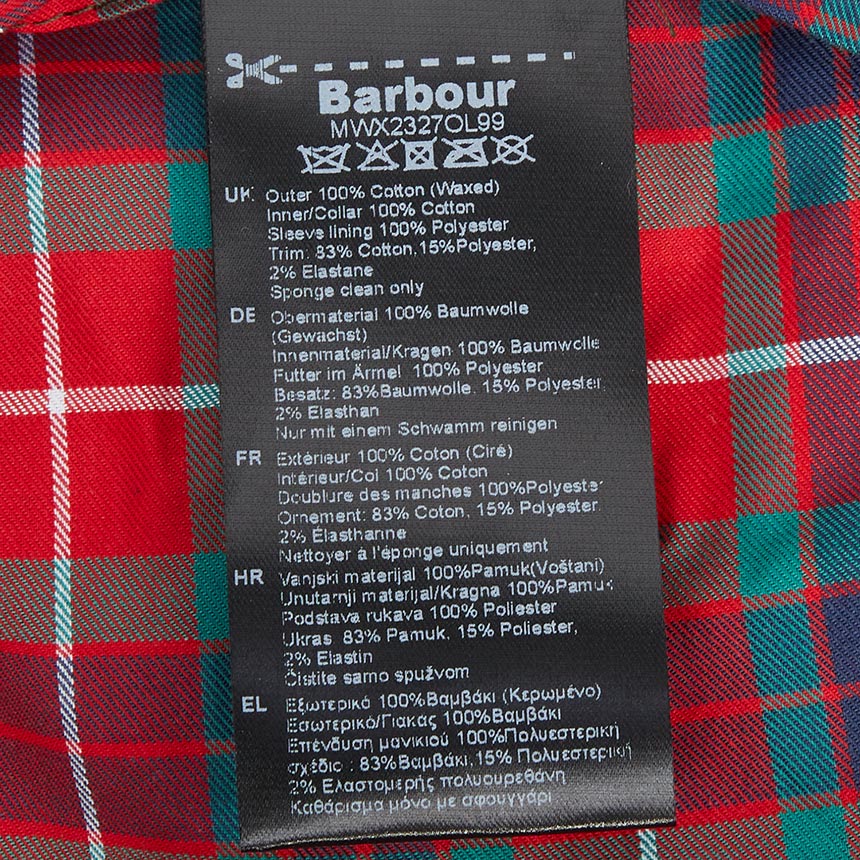 Barbour
MWX2327OL99
UK Outer 100% Cotton (Waxed)
Inner/Collar 100% Cotton
Sleeve lining 100% Polyester
Trim: 83% Cotton,15%Polyester,
2% Elastane
Sponge clean only
DE Obermaterial 100% Baumwolle
(Gewachst)
Innenmaterial/Kragen 100% Baumwolle
Futter im Ärmel 100% Polyester
Besatz: 83%Baumwolle, 15% Polyester,
2% Elasthan
Nur mit einem Schwamm reinigen
FR Extérieur 100% Coton (Ciré)
Intérieur/Col 100% Coton
Doublure des manches 100%Polyester
Ornement: 83% Coton, 15% Polyester,
2% Élasthanne
Nettoyer à l'éponge uniquement
HR Vanjski materijal 100%Pamuk(Voštani)
Unutarnji materijal/Kragna 100%Pamuk
Podstava rukava 100% Poliester
Ukras 83% Pamuk, 15% Poliester,
2% Elastin
Čistite samo spužvom
EL Εξωτερικό 100%Βαμβάκι (Κερωμένο)
Εσωτερικό/Γιακας 100%Βαμβάκι
Επένδυση μανικιού 100%Πολυεστερική
σχέδιο : 83%Βαμβάκι,15% Πολυεστερική
2% Ελαστομερής πολυουρεθάνη
Καθάρισμα μόνο με σφουγγάρι